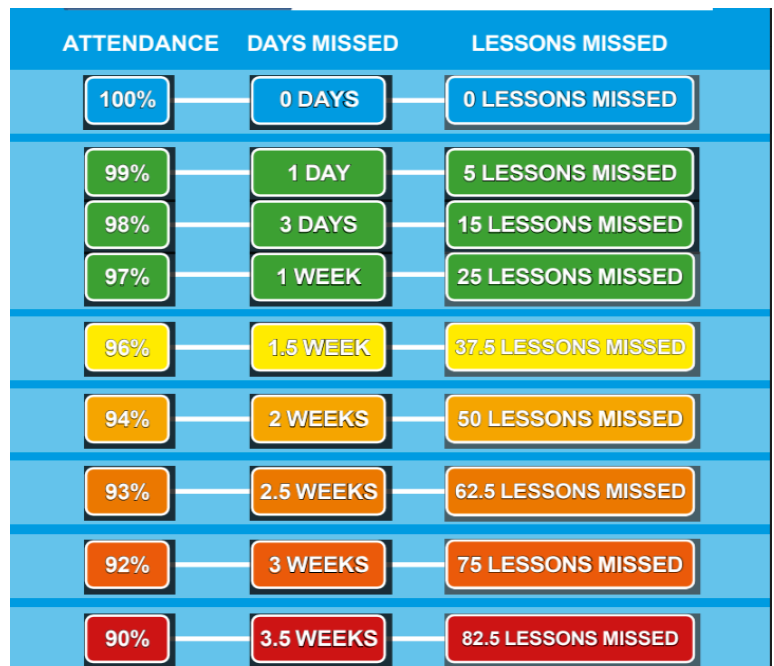 ATTENDANCE DAYS MISSED LESSONS MISSED
100% 0 DAYS 0 LESSONS MISSED
99% 1 DAY 5 LESSONS MISSED
98% 3 DAYS 15 LESSONS MISSED
97% 1 WEEK 25 LESSONS MISSED
96% 1.5 WEEK 37.5 LESSONS MISSED
94% 2 WEEKS 50 LESSONS MISSED
93% 2.5 WEEKS 62.5 LESSONS MISSED
92% 3 WEEKS 75 LESSONS MISSED
90% 3.5 WEEKS 82.5 LESSONS MISSED